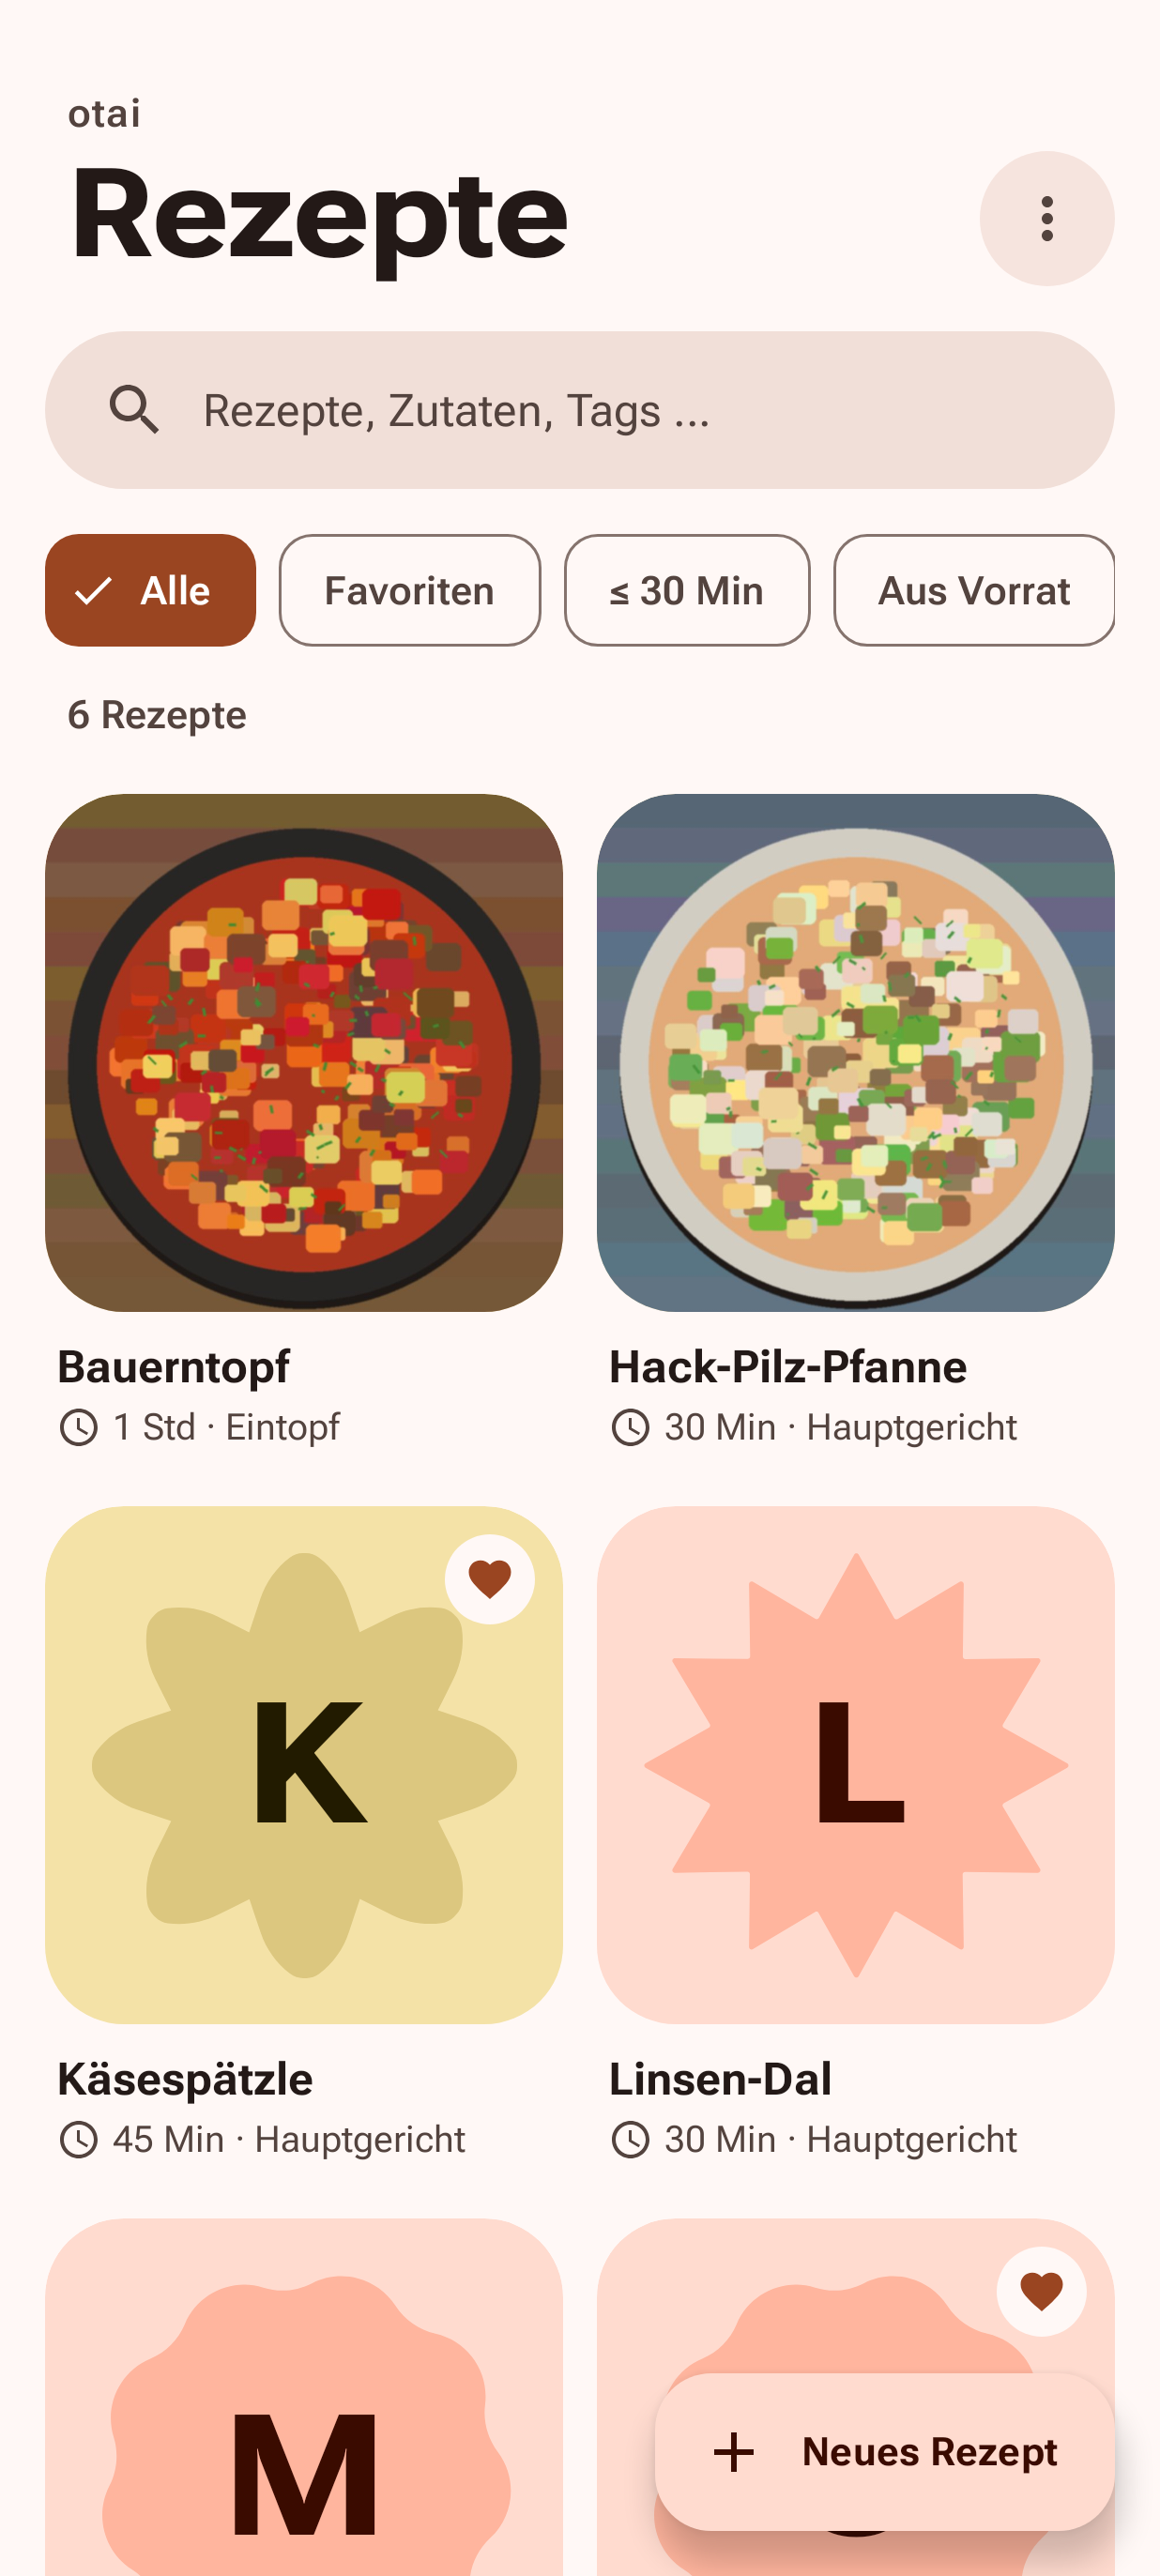 otai
Rezepte
Rezepte, Zutaten, Tags ...
Alle
Favoriten
≤ 30 Min
Aus Vorrat
6 Rezepte
Bauerntopf
Hack-Pilz-Pfanne
1 Std · Eintopf
30 Min · Hauptgericht
K
L
Käsespätzle
Linsen-Dal
45 Min · Hauptgericht
30 Min · Hauptgericht
M
Neues Rezept